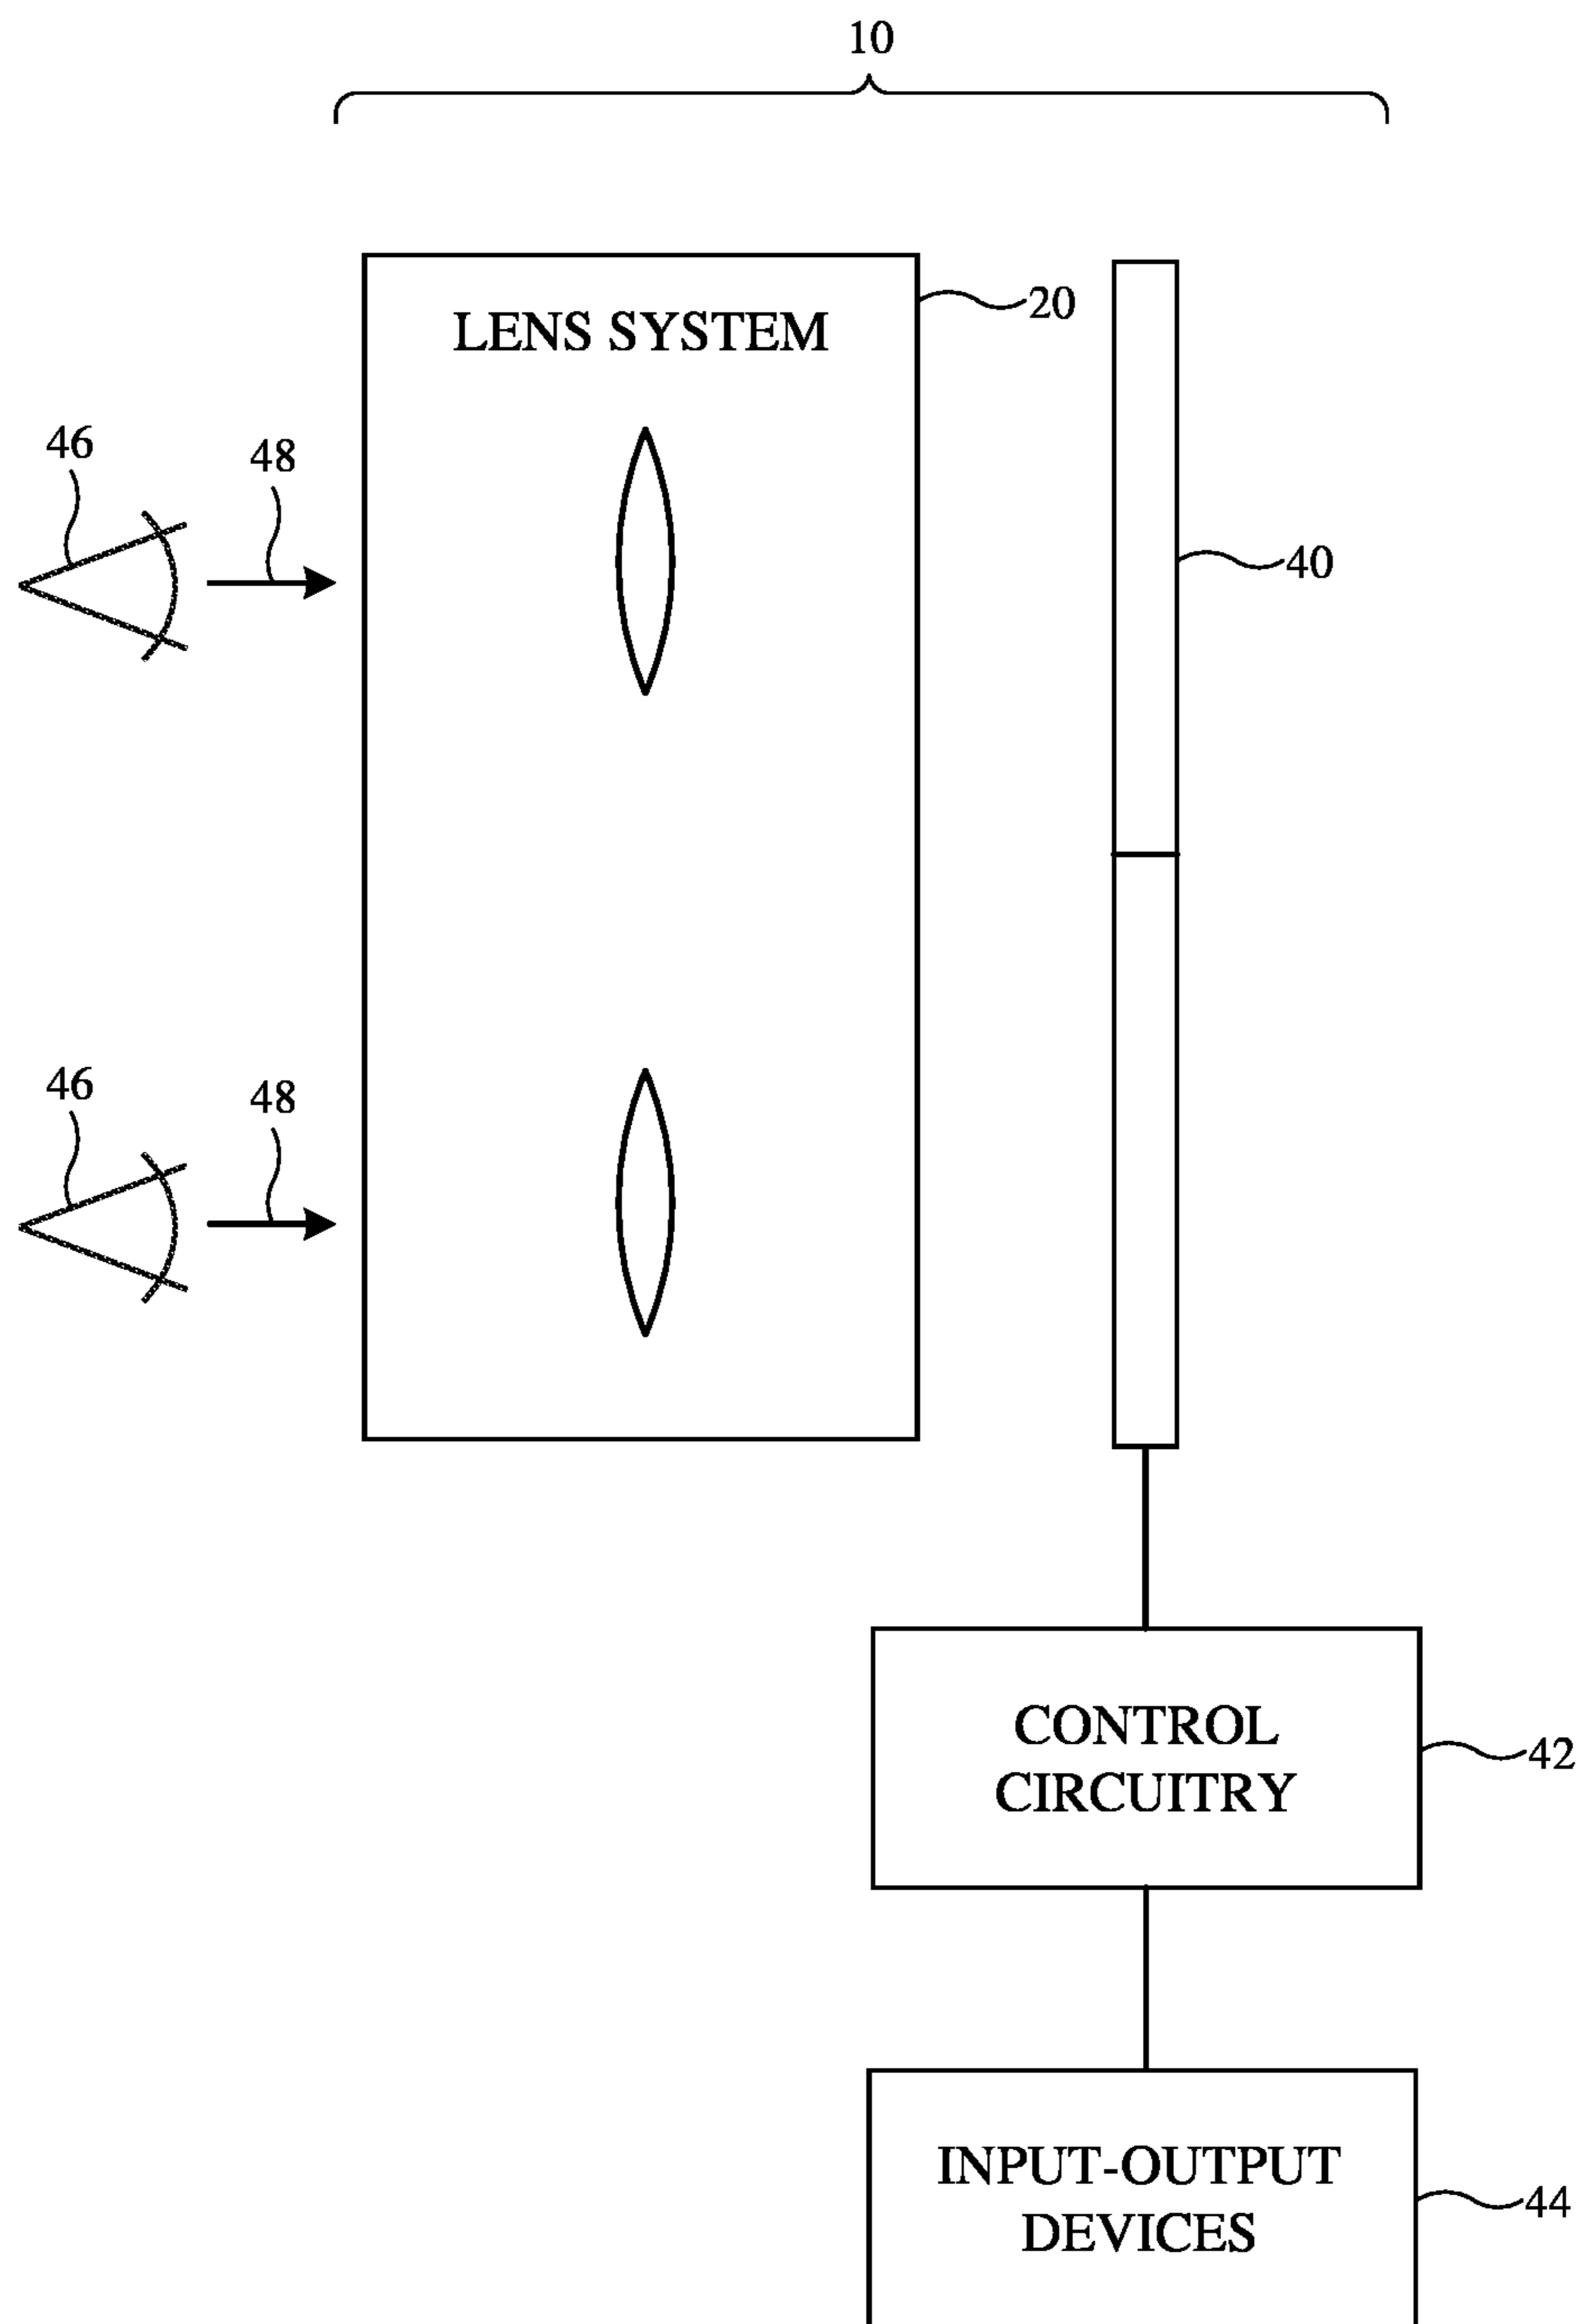 10
LENS SYSTEM
20
46
48
40
46
48
CONTROL
CIRCUITRY
42
INPUT-OUTPUT
DEVICES
44